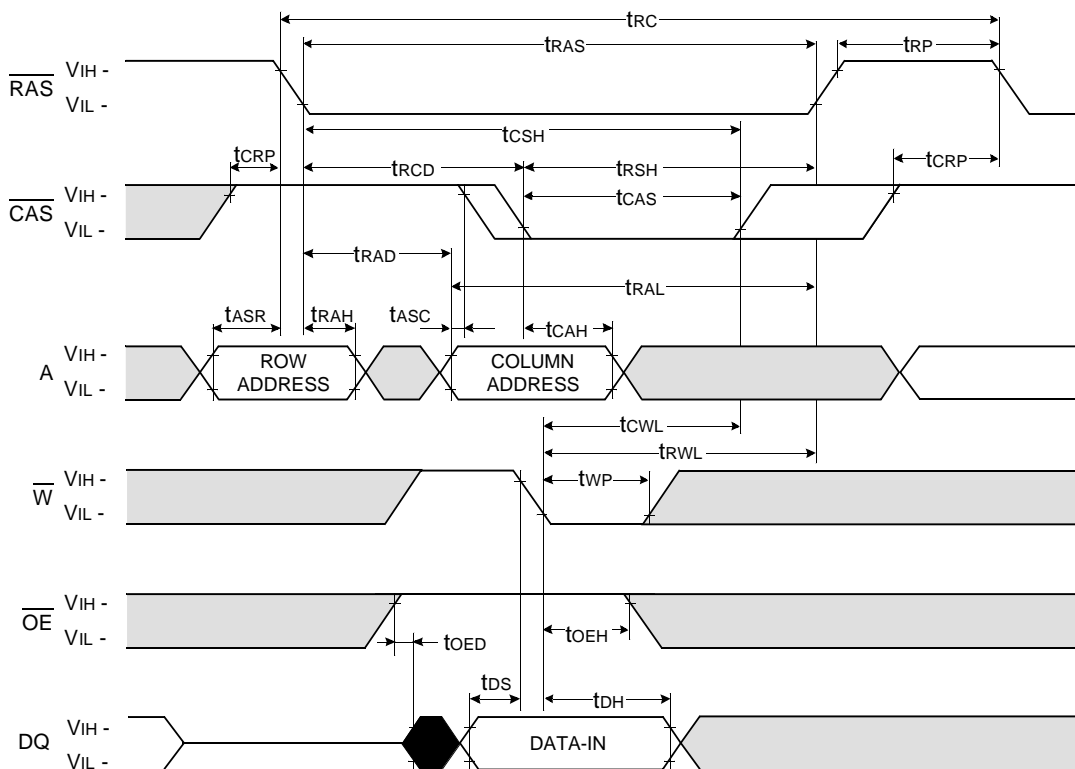 tRC
tRAS
tRP
RAS
VIH -
VIL -
tCSH
tCRP
tRCD
tRSH
tCRP
CAS
VIH -
VIL -
tCAS
tRAD
tRAL
tASR
tRAH
tASC
tCAH
A
VIH -
VIL -
ROW
ADDRESS
COLUMN
ADDRESS
tCWL
tRWL
W
VIH -
VIL -
tWP
OE
VIH -
VIL -
tOED
tOEH
tDS
tDH
DQ
VIH -
VIL -
DATA-IN